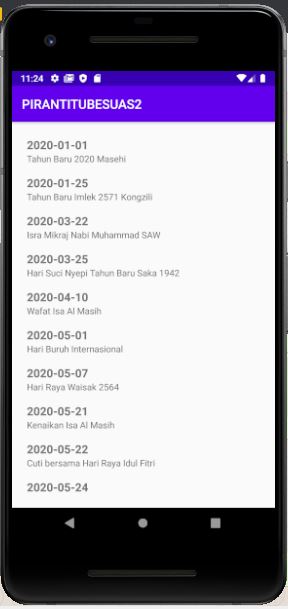 11:24
PIRANTITUBESUAS2
2020-01-01
Tahun Baru 2020 Masehi
2020-01-25
Tahun Baru Imlek 2571 Kongzili
2020-03-22
Isra Mikraj Nabi Muhammad SAW
2020-03-25
Hari Suci Nyepi Tahun Baru Saka 1942
2020-04-10
Wafat Isa Al Masih
2020-05-01
Hari Buruh Internasional
2020-05-07
Hari Raya Waisak 2564
2020-05-21
Kenaikan Isa Al Masih
2020-05-22
Cuti bersama Hari Raya Idul Fitri
2020-05-24